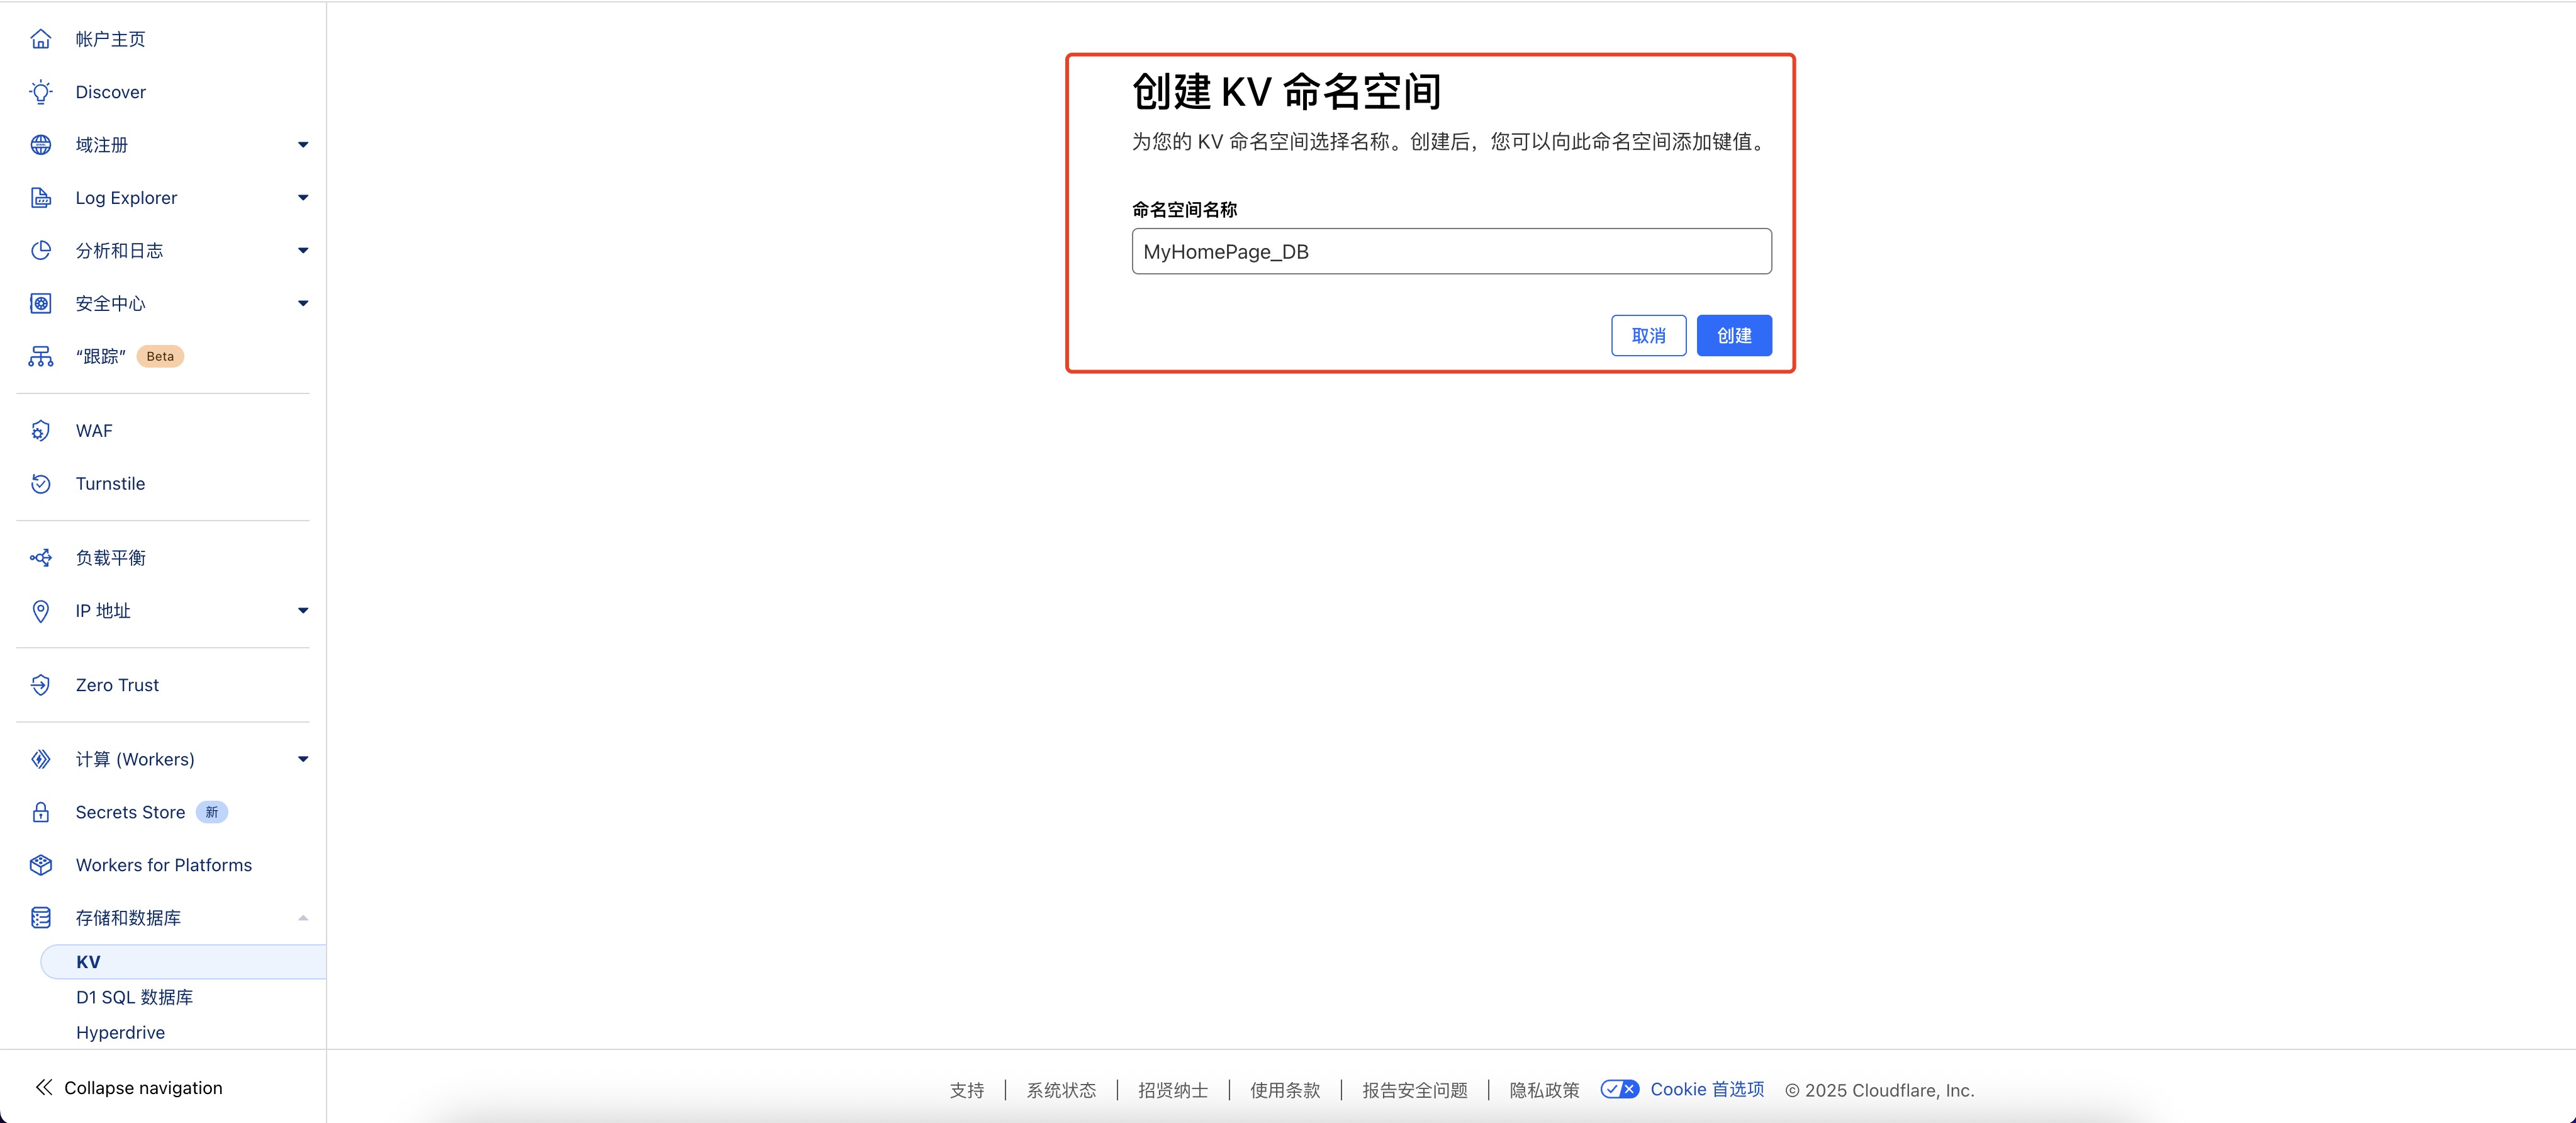 帐户主页
Discover
域注册
Log Explorer
分析和日志
安全中心
“跟踪” Beta
WAF
Turnstile
负载平衡
IP 地址
Zero Trust
计算 (Workers)
Secrets Store 新
Workers for Platforms
存储和数据库
KV
D1 SQL 数据库
Hyperdrive
Collapse navigation
创建 KV 命名空间
为您的 KV 命名空间选择名称。创建后，您可以向此命名空间添加键值。
命名空间名称
MyHomePage_DB
取消 创建
支持 | 系统状态 | 招贤纳士 | 使用条款 | 报告安全问题 | 隐私政策 Cookie 首选项 © 2025 Cloudflare, Inc.